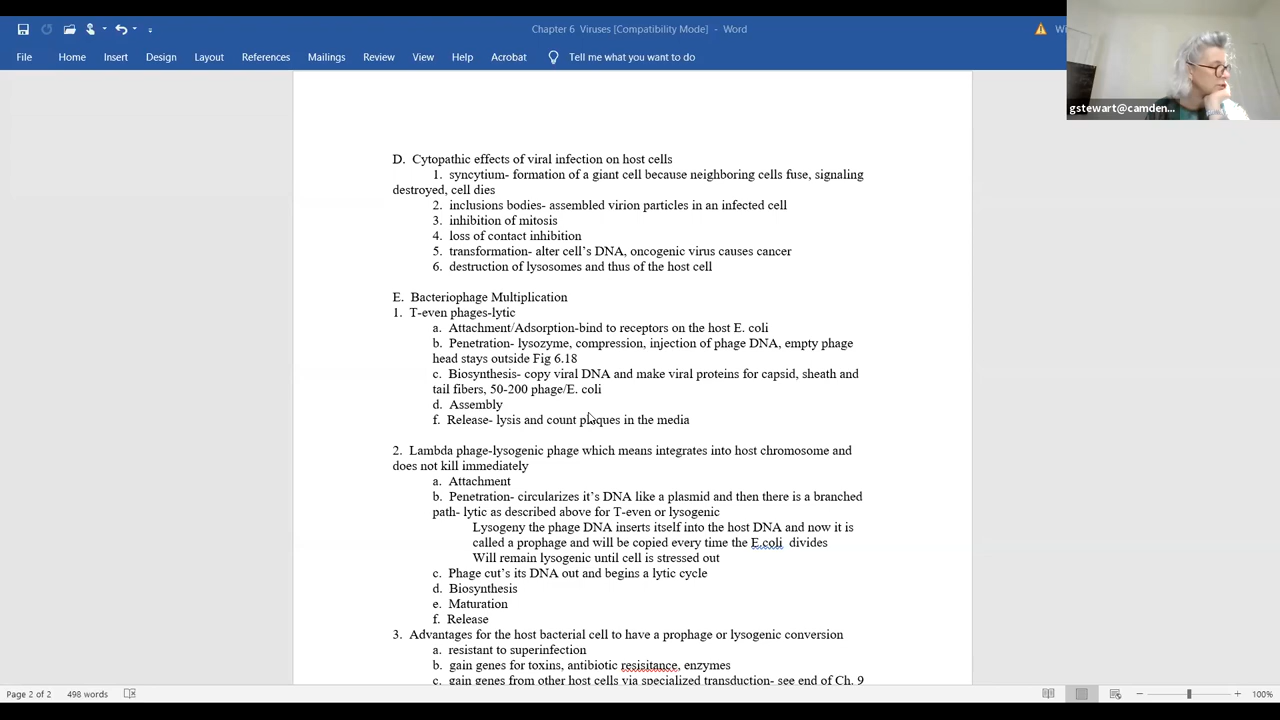 Chapter 6 Viruses [Compatibility Mode] - Word
File Home Insert Design Layout References Mailings Review View Help Acrobat Tell me what you want to do
gstewart@camden...
D. Cytopathic effects of viral infection on host cells
1. syncytium- formation of a giant cell because neighboring cells fuse, signaling
destroyed, cell dies
2. inclusions bodies- assembled virion particles in an infected cell
3. inhibition of mitosis
4. loss of contact inhibition
5. transformation- alter cell's DNA, oncogenic virus causes cancer
6. destruction of lysosomes and thus of the host cell
E. Bacteriophage Multiplication
1. T-even phages-lytic
a. Attachment/Adsorption-bind to receptors on the host E. coli
b. Penetration- lysozyme, compression, injection of phage DNA, empty phage
head stays outside Fig 6.18
c. Biosynthesis- copy viral DNA and make viral proteins for capsid, sheath and
tail fibers, 50-200 phage/E. coli
d. Assembly
f. Release- lysis and count plaques in the media
2. Lambda phage-lysogenic phage which means integrates into host chromosome and
does not kill immediately
a. Attachment
b. Penetration- circularizes it's DNA like a plasmid and then there is a branched
path- lytic as described above for T-even or lysogenic
Lysogeny the phage DNA inserts itself into the host DNA and now it is
called a prophage and will be copied every time the E.coli divides
Will remain lysogenic until cell is stressed out
c. Phage cut's its DNA out and begins a lytic cycle
d. Biosynthesis
e. Maturation
f. Release
3. Advantages for the host bacterial cell to have a prophage or lysogenic conversion
a. resistant to superinfection
b. gain genes for toxins, antibiotic resisitance, enzymes
c. gain genes from other host cells via specialized transduction- see end of Ch. 9
Page 2 of 2 498 words 100%